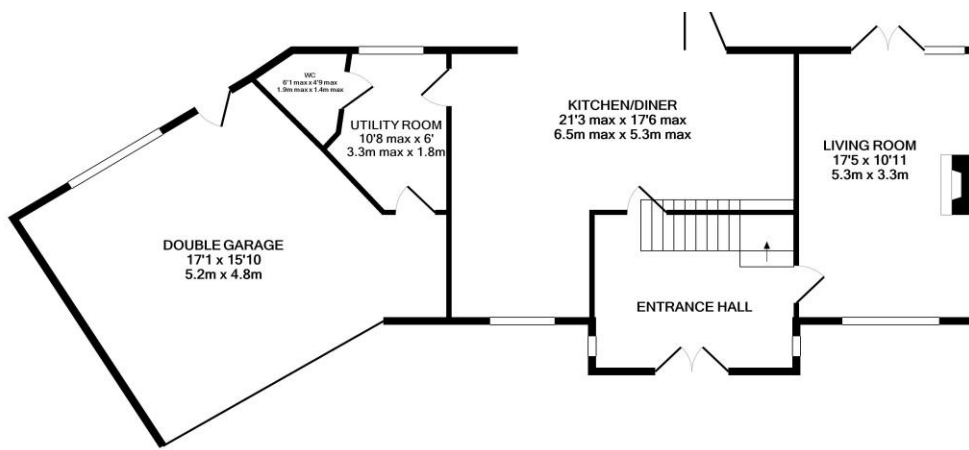 WC
6'1 max x 4'9 max
1.9m max x 1.4m max
UTILITY ROOM
10'8 max x 6'
3.3m max x 1.8m
KITCHEN/DINER
21'3 max x 17'6 max
6.5m max x 5.3m max
LIVING ROOM
17'5 x 10'11
5.3m x 3.3m
DOUBLE GARAGE
17'1 x 15'10
5.2m x 4.8m
ENTRANCE HALL